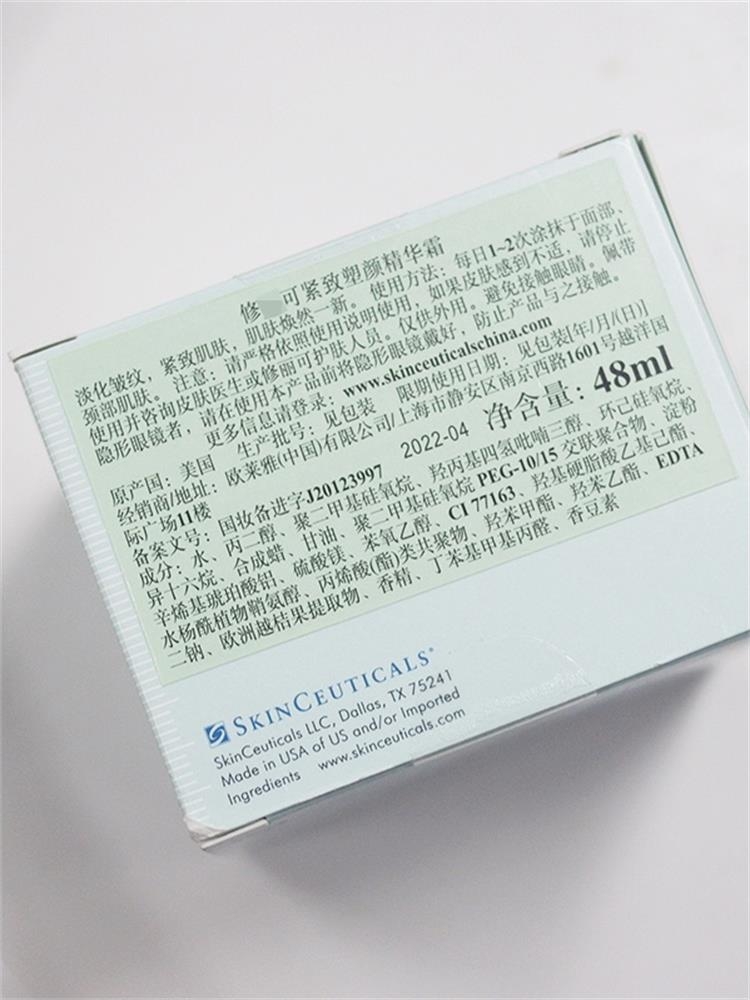 修 可紧致塑颜精华霜
淡化皱纹，紧致肌肤，肌肤焕然一新。 使用方法：每日1~2次涂抹于面部、
颈部肌肤。 注意：请严格依照使用说明使用，如果皮肤感到不适，请停止
使用并咨询皮肤医生或修丽可护肤人员。仅供外用。避免接触眼睛。佩带
隐形眼镜者，请在使用本产品前将隐形眼镜戴好，防止产品与之接触。
更多信息请登录：www.skinceuticalschina.com
原产国：美国 生产批号：见包装 限期使用日期：见包装[年/月/(日)]
经销商/地址：欧莱雅(中国)有限公司/上海市静安区南京西路1601号越洋国
际广场11楼 2022-04 净含量：48ml
备案文号：国妆备进字J20123997
成分：水、丙二醇、聚二甲基硅氧烷、羟丙基四氢吡喃三醇、环己硅氧烷、
异十六烷、合成蜡、甘油、聚二甲基硅氧烷 PEG-10/15 交联聚合物、淀粉
辛烯基琥珀酸铝、硫酸镁、苯氧乙醇、CI 77163、羟基硬脂酸乙基己酯、
水杨酰植物鞘氨醇、丙烯酸(酯)类共聚物、羟苯甲酯、羟苯乙酯、EDTA
二钠、欧洲越桔果提取物、香精、丁苯基甲基丙醛、香豆素
SKINCEUTICALS®
SkinCeuticals LLC, Dallas, TX 75241
Made in USA of US and/or Imported
Ingredients www.skinceuticals.com